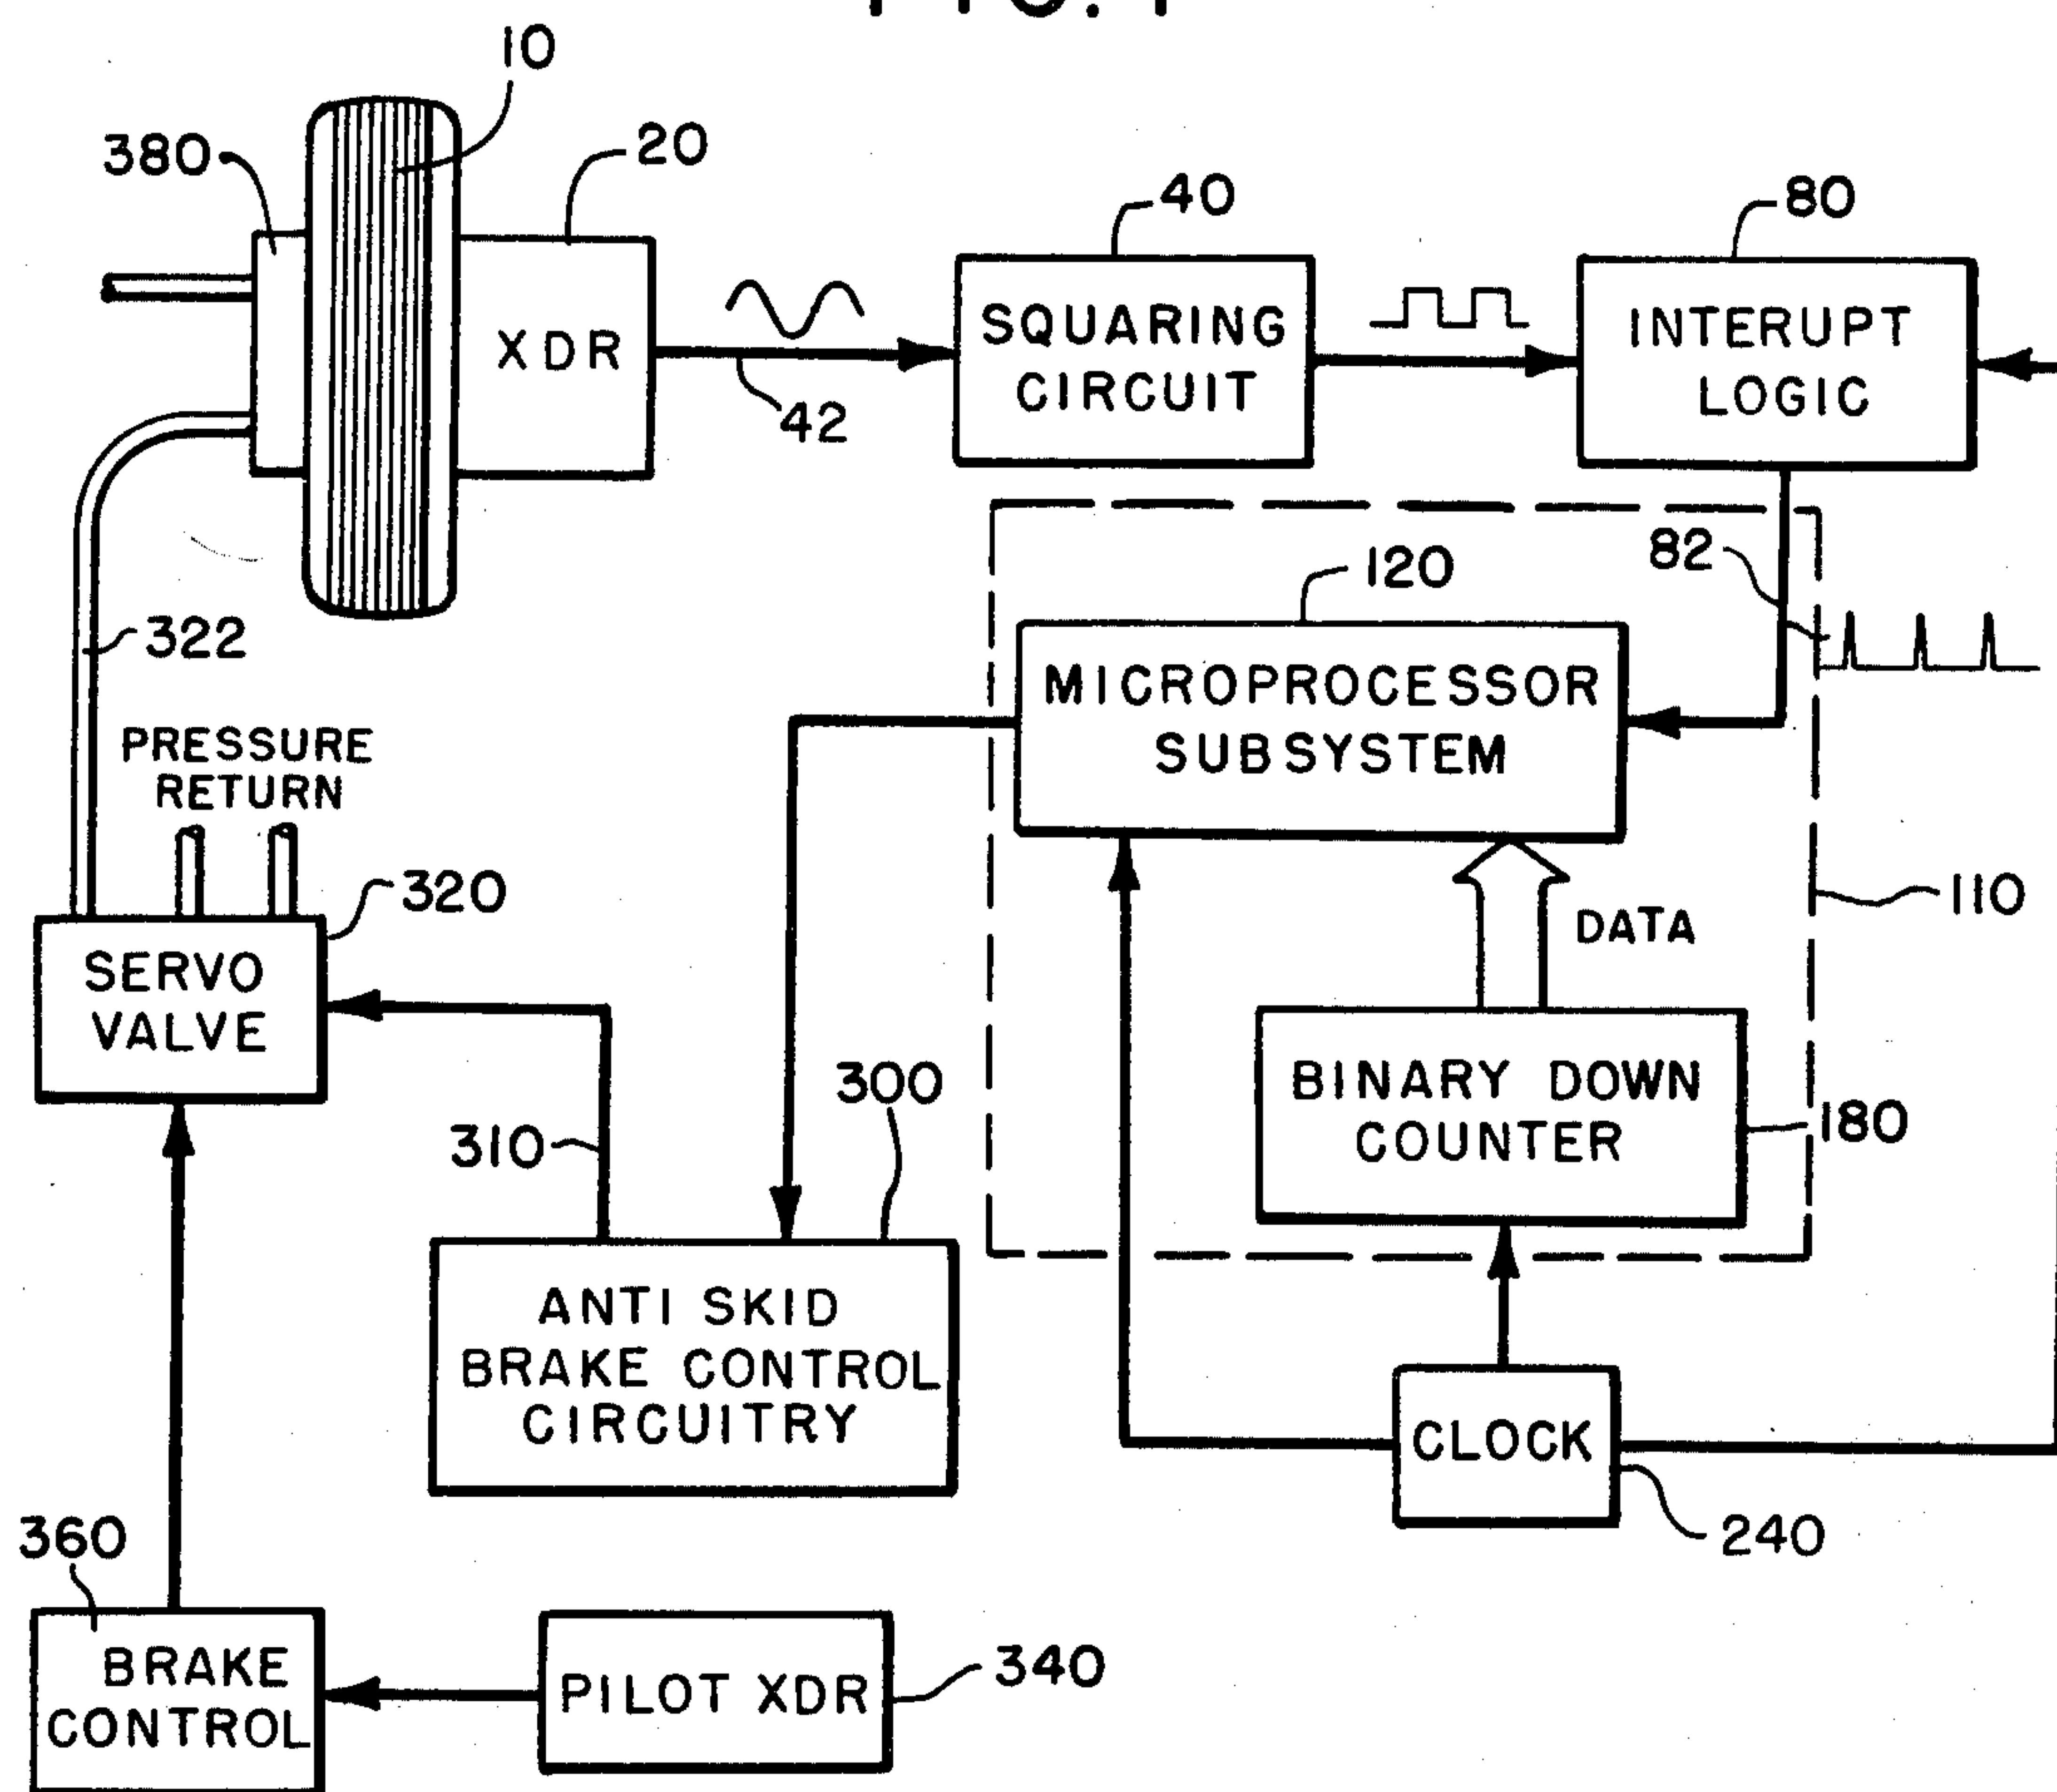 10
380
20
40
80
XDR
SQUARING
CIRCUIT
INTERUPT
LOGIC
42
82
120
322
MICROPROCESSOR
SUBSYSTEM
PRESSURE
RETURN
320
110
DATA
SERVO
VALVE
300
BINARY DOWN
COUNTER
180
310
ANTI SKID
BRAKE CONTROL
CIRCUITRY
CLOCK
240
360
BRAKE
CONTROL
PILOT XDR
340